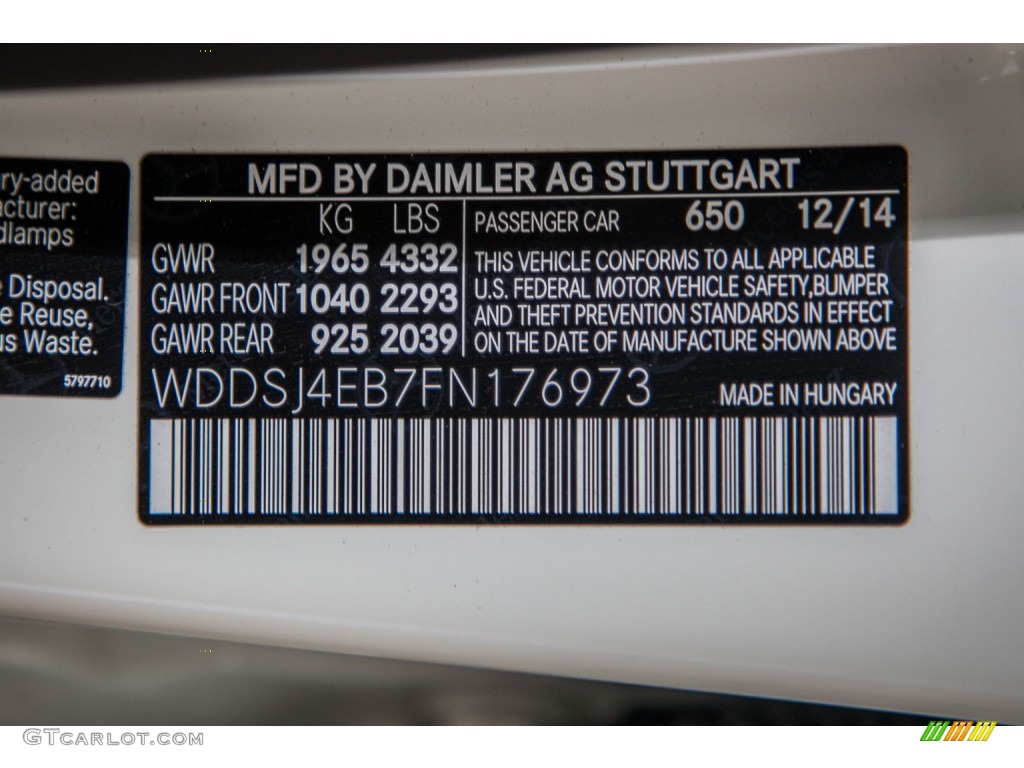 ry-added
acturer:
dlamps
e Disposal.
e Reuse,
us Waste.
5797710
MFD BY DAIMLER AG STUTTGART
KG LBS
GVWR 1965 4332
GAWR FRONT 1040 2293
GAWR REAR 925 2039
PASSENGER CAR 650 12/14
THIS VEHICLE CONFORMS TO ALL APPLICABLE
U.S. FEDERAL MOTOR VEHICLE SAFETY,BUMPER
AND THEFT PREVENTION STANDARDS IN EFFECT
ON THE DATE OF MANUFACTURE SHOWN ABOVE
WDDSJ4EB7FN176973 MADE IN HUNGARY
GTCarlot.com